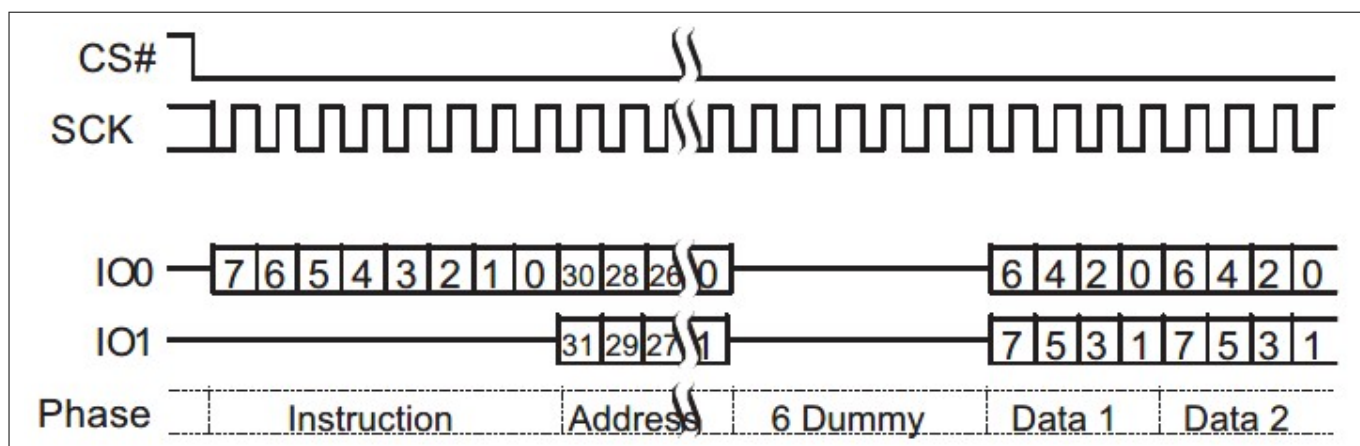 CS#
SCK
IO0 7 6 5 4 3 2 1 0 30 28 26 0 6 4 2 0 6 4 2 0
IO1 31 29 27 1 7 5 3 1 7 5 3 1
Phase Instruction Address 6 Dummy Data 1 Data 2